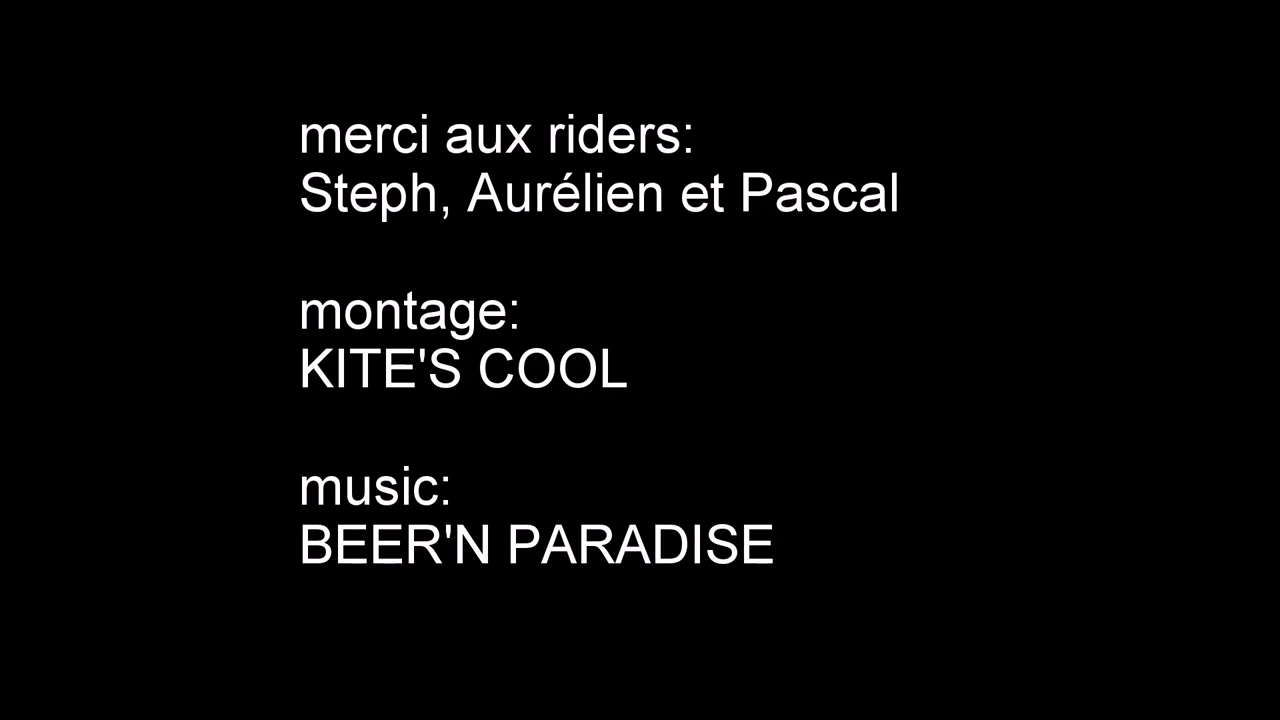 merci aux riders:
Steph, Aurélien et Pascal
montage:
KITE'S COOL
music:
BEER'N PARADISE